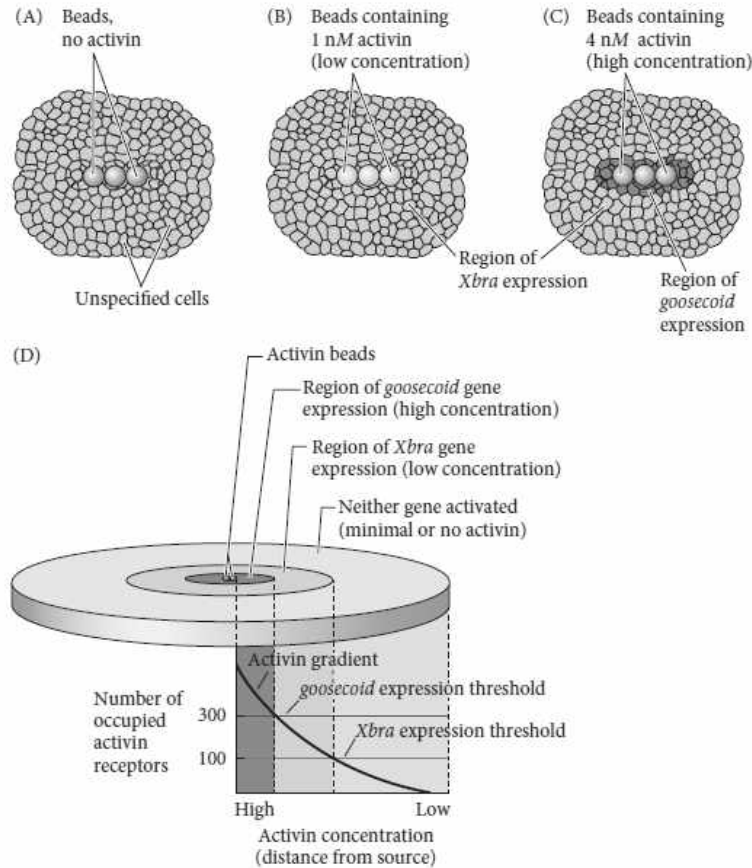 (A)
Beads,
no activin
Unspecified cells
(B)
Beads containing
1 nM activin
(low concentration)
Region of
Xbra expression
(C)
Beads containing
4 nM activin
(high concentration)
Region of
goosecoid
expression
(D)
Activin beads
Region of goosecoid gene
expression (high concentration)
Region of Xbra gene
expression (low concentration)
Neither gene activated
(minimal or no activin)
Activin gradient
goosecoid expression threshold
Xbra expression threshold
Number of
occupied
activin
receptors
300
100
High
Low
Activin concentration
(distance from source)